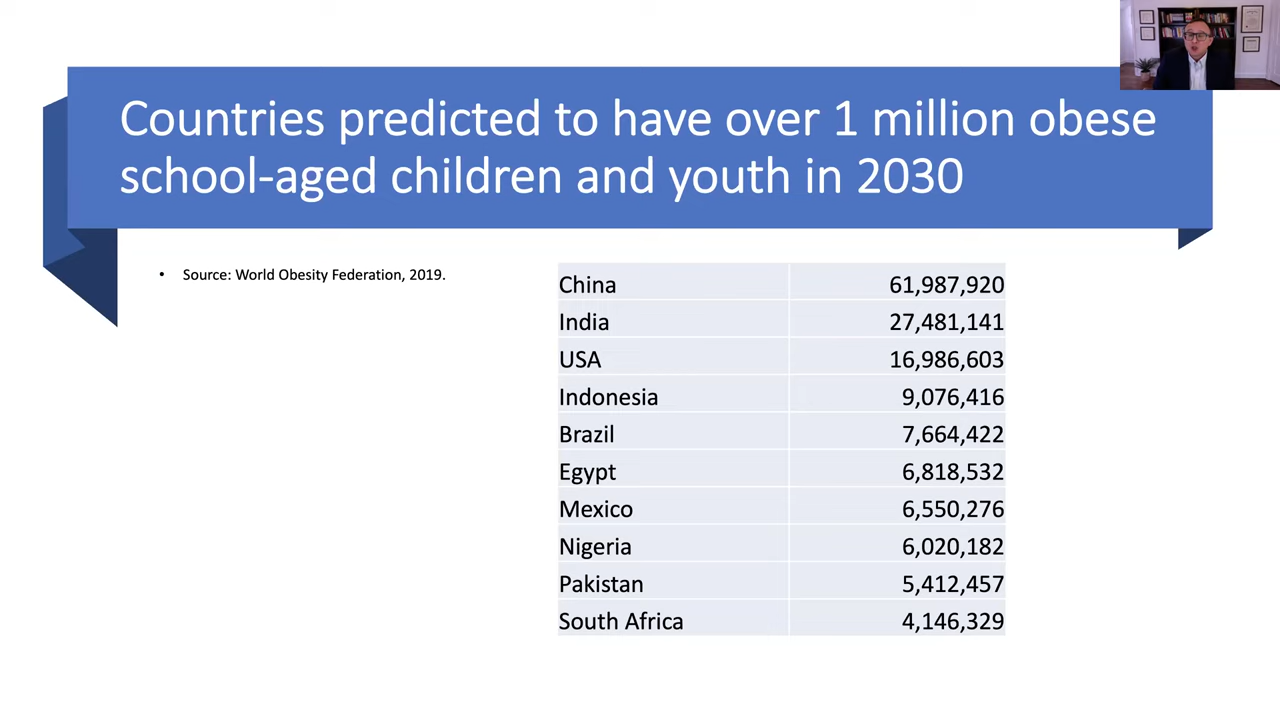 Countries predicted to have over 1 million obese
school-aged children and youth in 2030
• Source: World Obesity Federation, 2019.
China 61,987,920
India 27,481,141
USA 16,986,603
Indonesia 9,076,416
Brazil 7,664,422
Egypt 6,818,532
Mexico 6,550,276
Nigeria 6,020,182
Pakistan 5,412,457
South Africa 4,146,329